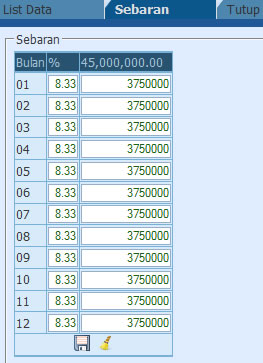 List Data Sebaran Tutup
Sebaran
Bulan % 45,000,000.00
01 8.33 3750000
02 8.33 3750000
03 8.33 3750000
04 8.33 3750000
05 8.33 3750000
06 8.33 3750000
07 8.33 3750000
08 8.33 3750000
09 8.33 3750000
10 8.33 3750000
11 8.33 3750000
12 8.33 3750000